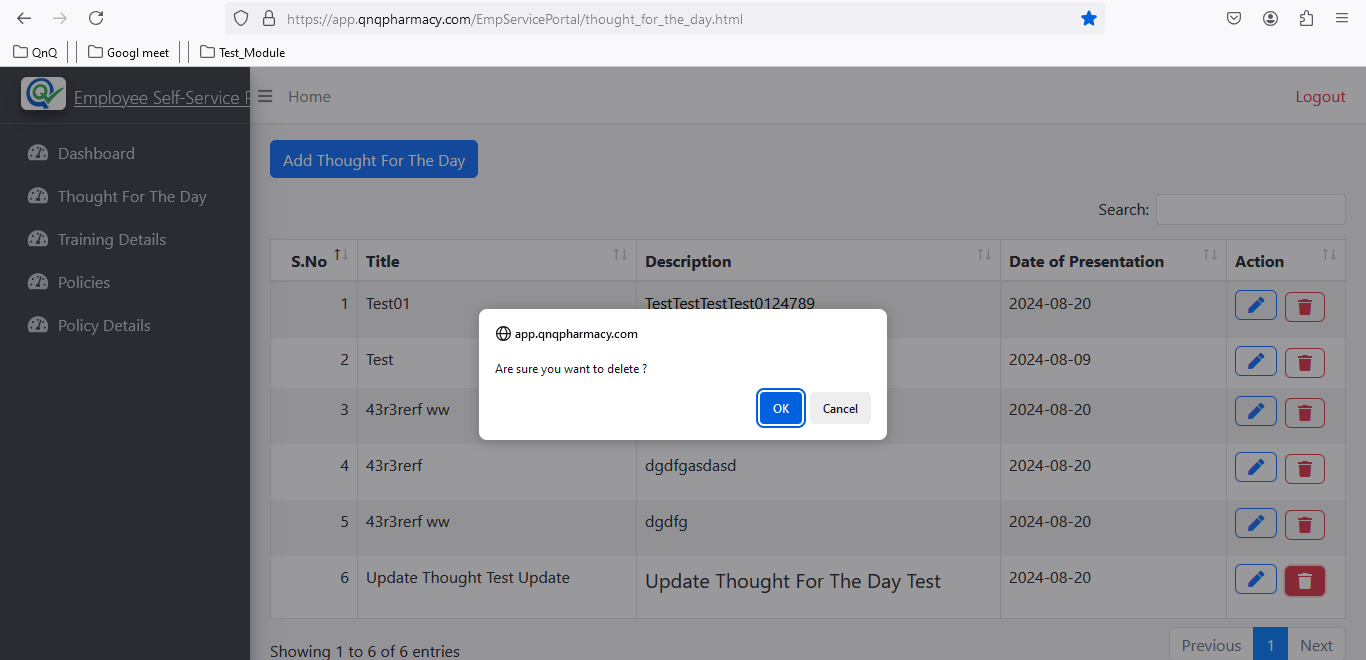 https://app.qnqpharmacy.com/EmpServicePortal/thought_for_the_day.html
QnQ Googl meet Test_Module
Employee Self-Service P Home Logout
Dashboard
Thought For The Day
Training Details
Policies
Policy Details
Add Thought For The Day
Search:
S.No Title Description Date of Presentation Action
1 Test01 TestTestTestTest0124789 2024-08-20
2 Test 2024-08-09
3 43r3rerf ww 2024-08-20
4 43r3rerf dgdfgasdasd 2024-08-20
5 43r3rerf ww dgdfg 2024-08-20
6 Update Thought Test Update Update Thought For The Day Test 2024-08-20
Showing 1 to 6 of 6 entries Previous 1 Next
app.qnqpharmacy.com
Are sure you want to delete ?
OK Cancel